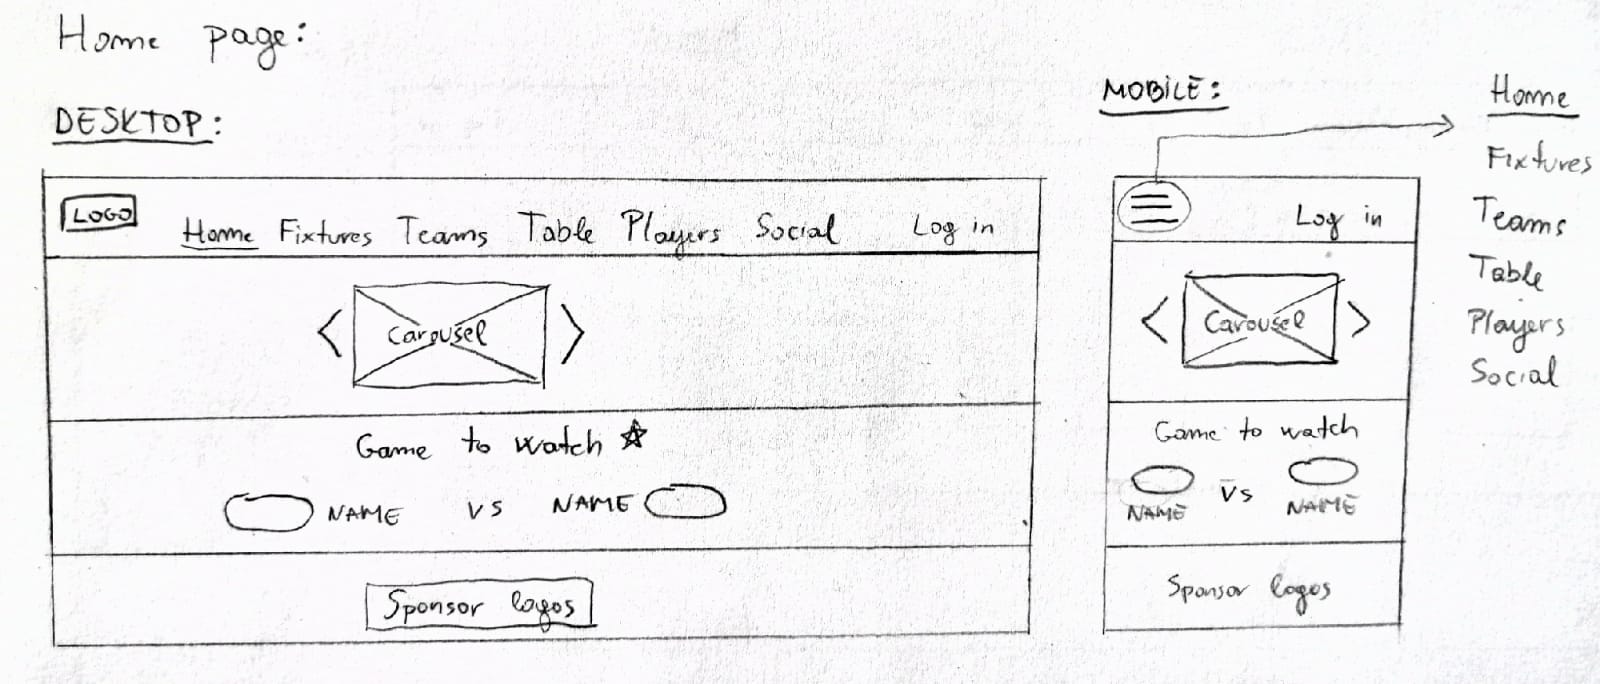 Home page:
DESKTOP:
LOGO Home Fixtures Teams Table Players Social Log in
Carousel
Game to watch
NAME VS NAME
Sponsor logos
MOBILE:
Log in
Carousel
Game to watch
VS
NAME NAME
Sponsor logos
Home
Fixtures
Teams
Table
Players
Social